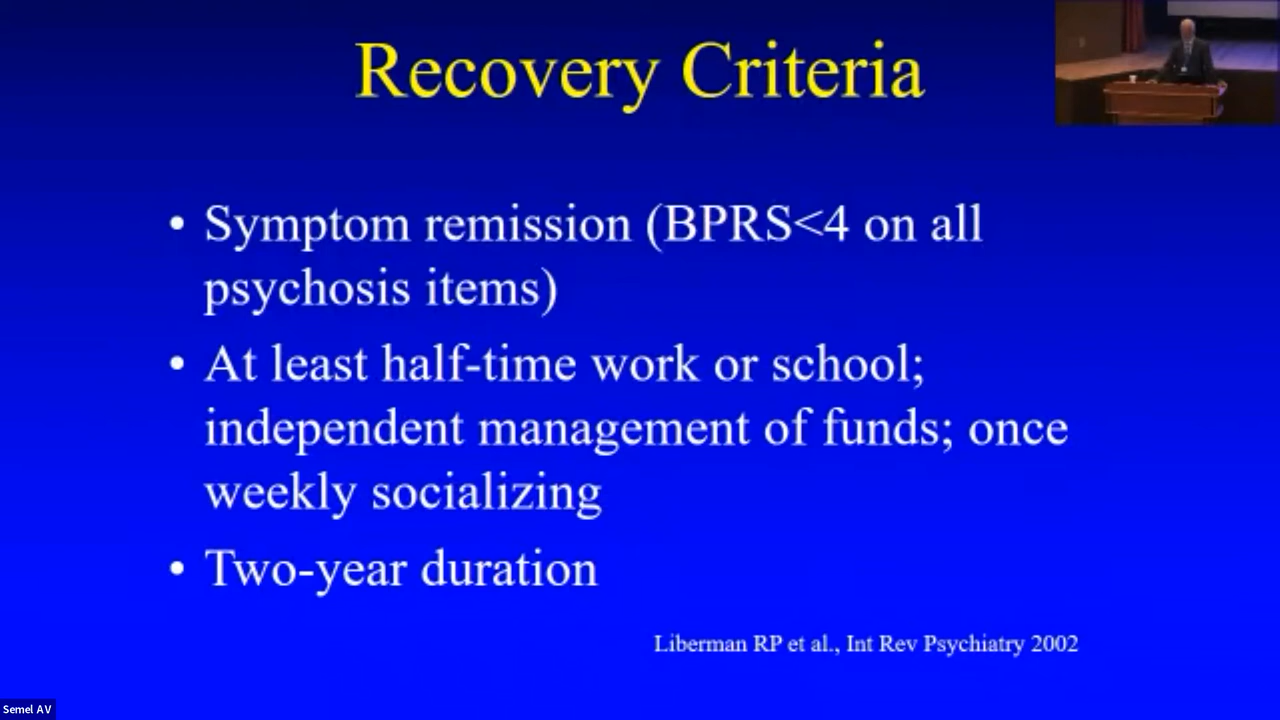 Recovery Criteria
• Symptom remission (BPRS<4 on all
psychosis items)
• At least half-time work or school;
independent management of funds; once
weekly socializing
• Two-year duration
Liberman RP et al., Int Rev Psychiatry 2002
Semel AV